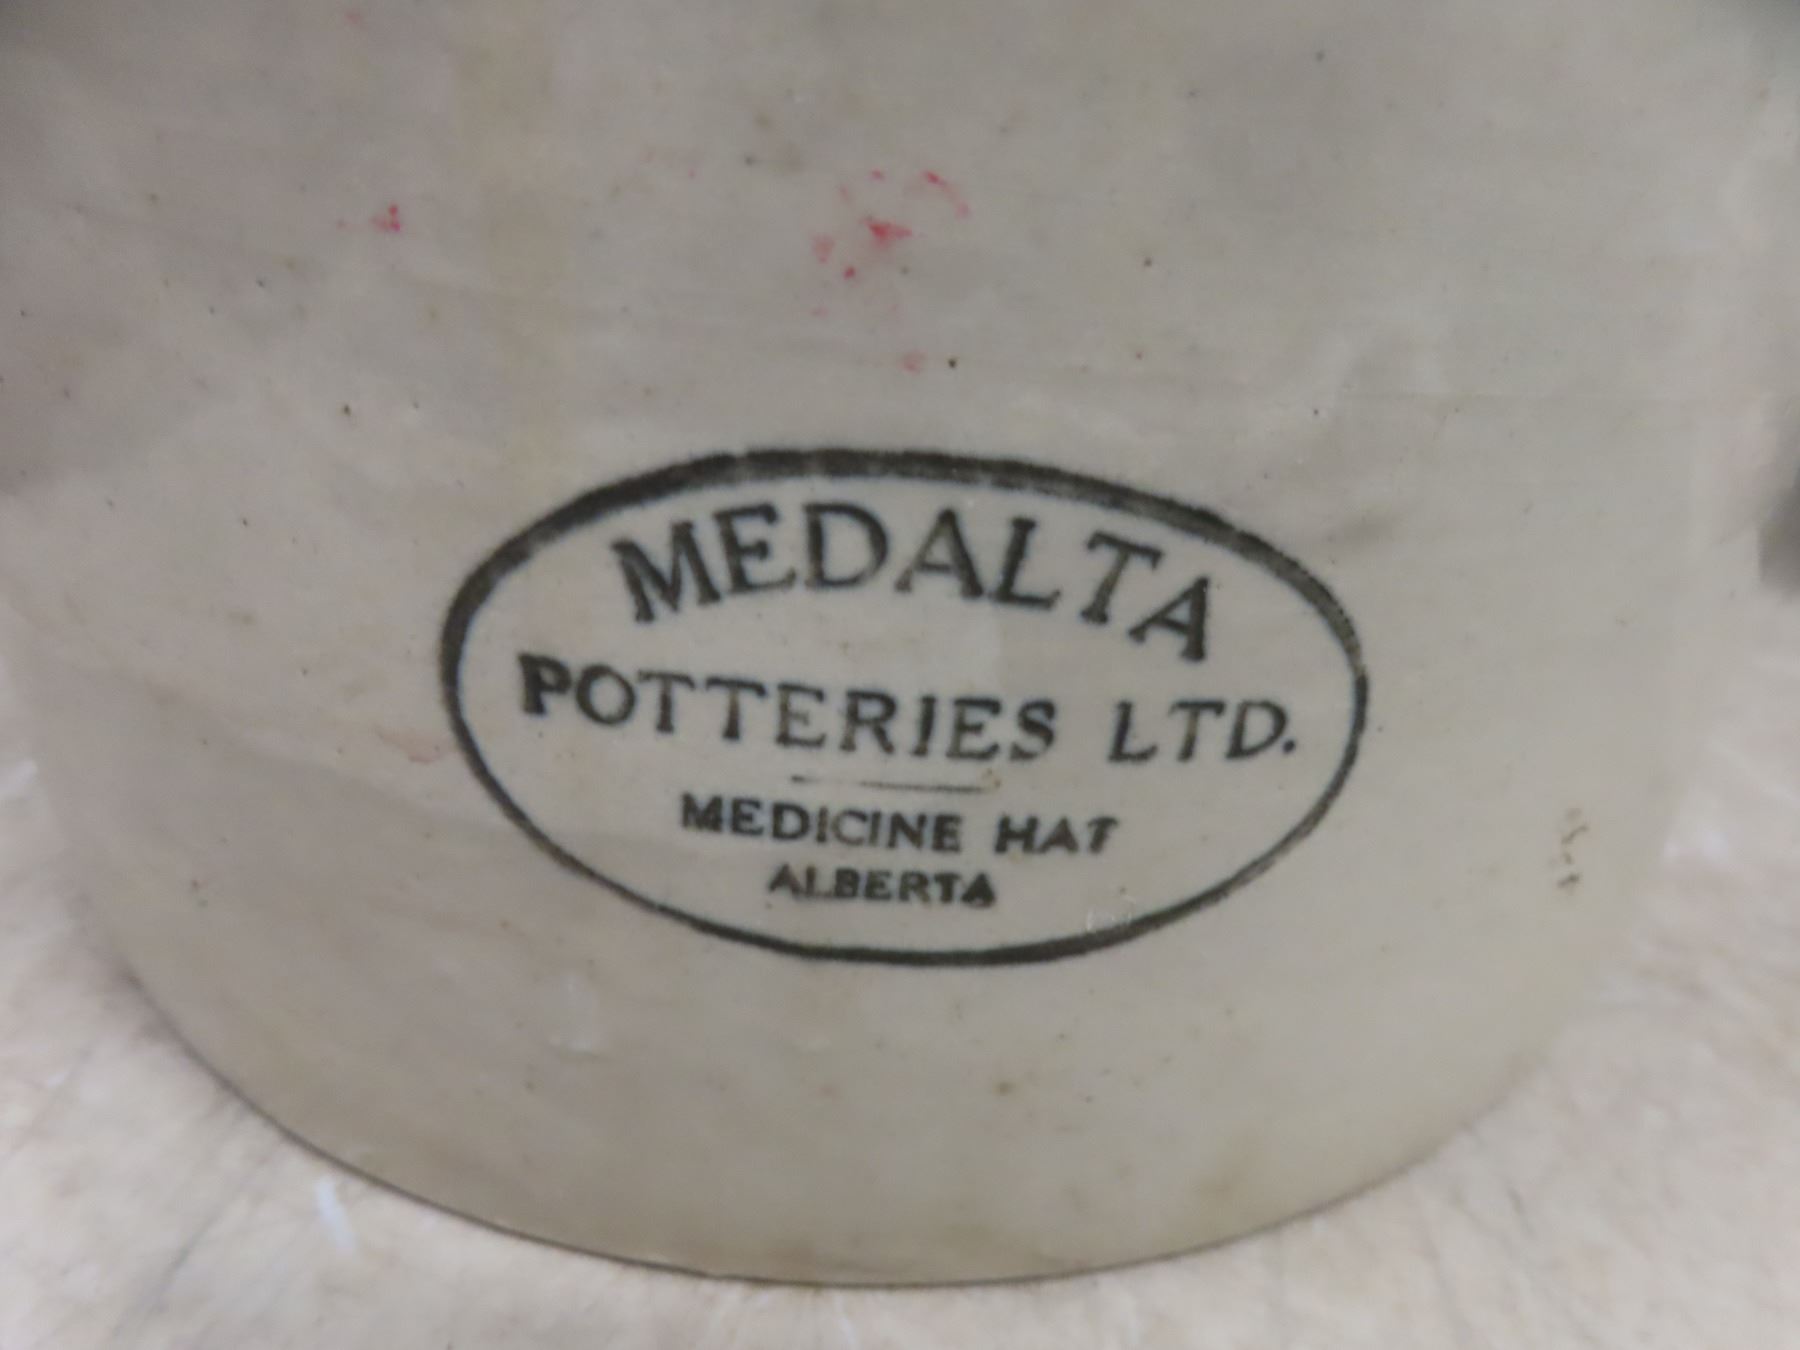 MEDALTA
POTTERIES LTD.
MEDICINE HAT
ALBERTA